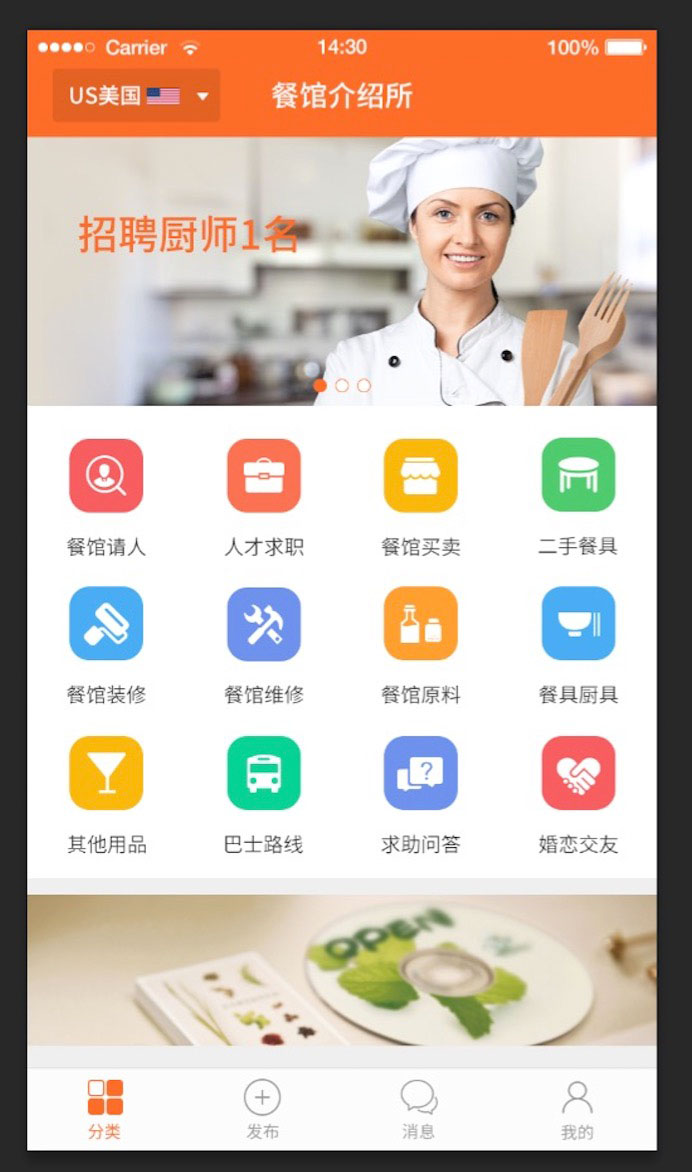 Carrier 14:30 100%
US美国 餐馆介绍所
招聘厨师1名
餐馆请人 人才求职 餐馆买卖 二手餐具
餐馆装修 餐馆维修 餐馆原料 餐具厨具
?
其他用品 巴士路线 求助问答 婚恋交友
OPEN
分类 发布 消息 我的